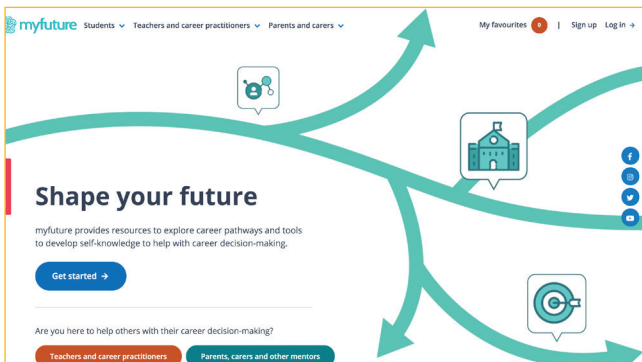 myfuture Students Teachers and career practitioners Parents and carers My favourites 0 | Sign up Log in →
Shape your future
myfuture provides resources to explore career pathways and tools
to develop self-knowledge to help with career decision-making.
Get started →
Are you here to help others with their career decision-making?
Teachers and career practitioners Parents, carers and other mentors